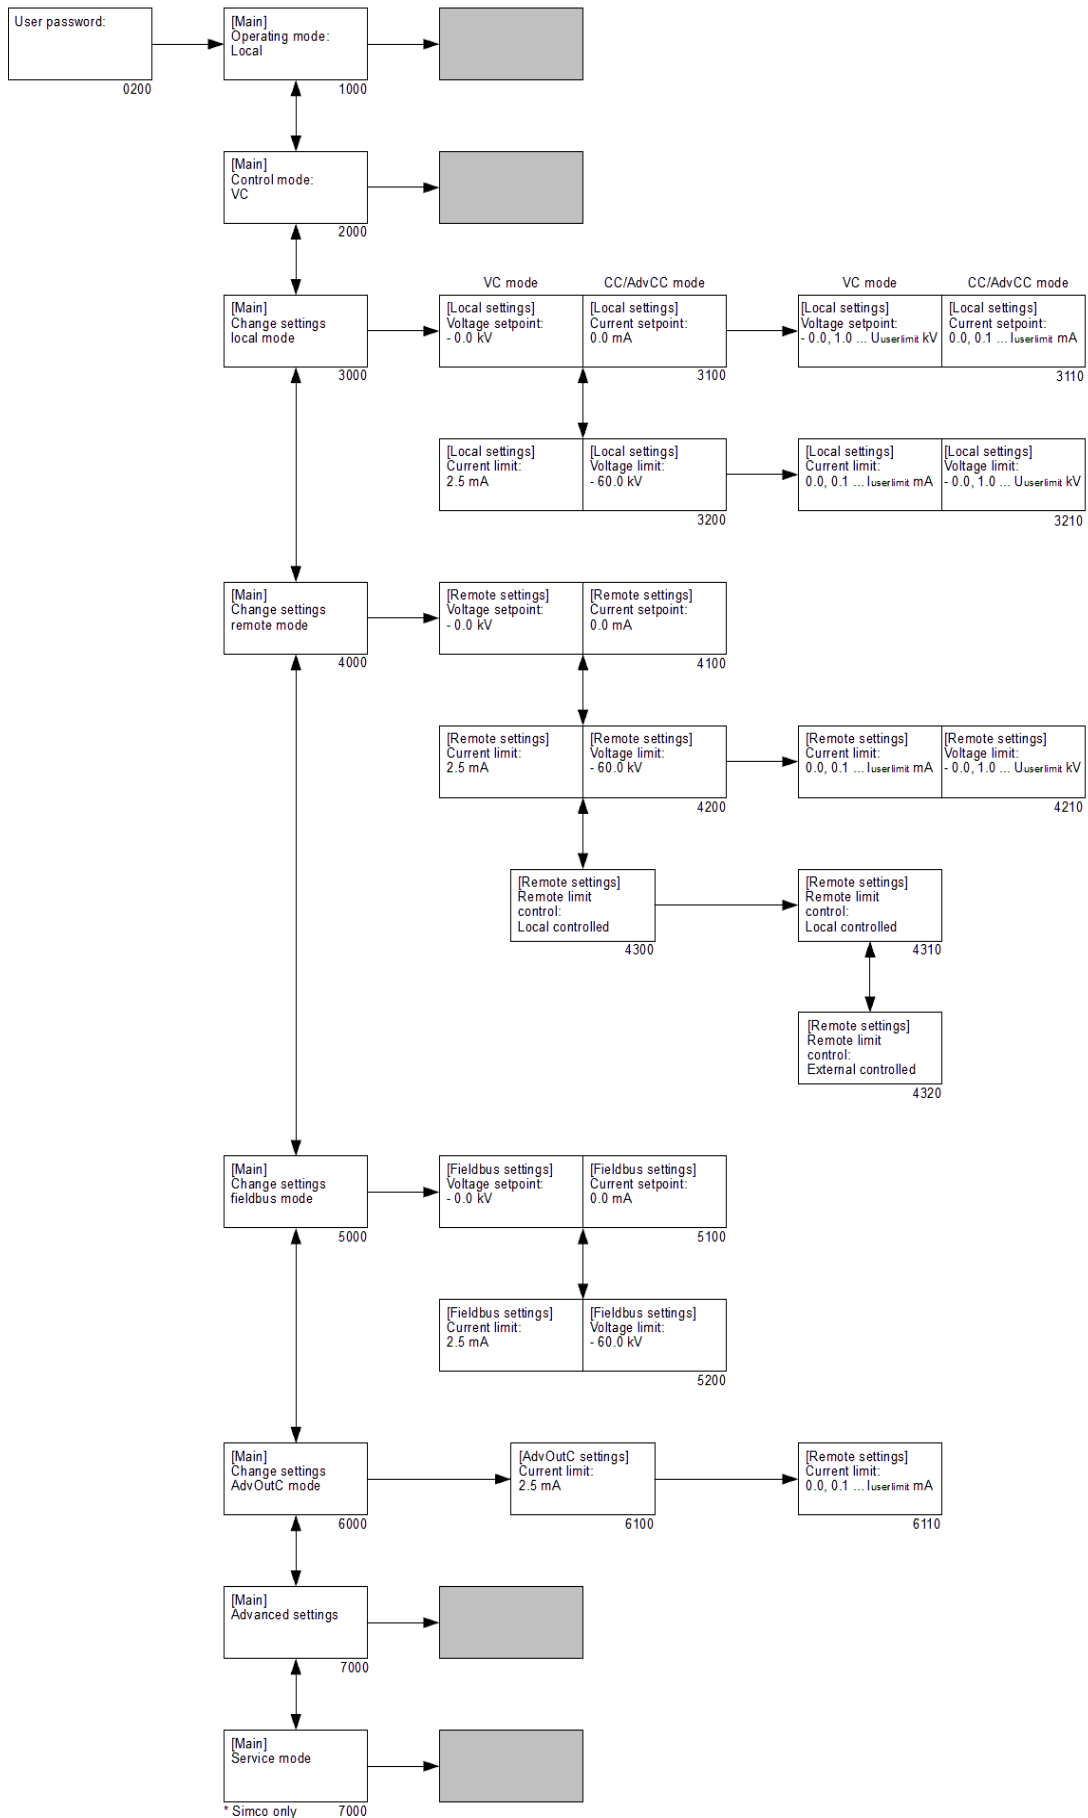 User password:
0200
[Main]
Operating mode:
Local
1000
[Main]
Control mode:
VC
2000
VC mode
CC/AdvCC mode
VC mode
CC/AdvCC mode
[Main]
Change settings
local mode
3000
[Local settings]
Voltage setpoint:
- 0.0 kV
[Local settings]
Current setpoint:
0.0 mA
3100
[Local settings]
Voltage setpoint:
- 0.0, 1.0 ... Uuserlimit kV
[Local settings]
Current setpoint:
0.0, 0.1 ... Iuserlimit mA
3110
[Local settings]
Current limit:
2.5 mA
[Local settings]
Voltage limit:
- 60.0 kV
3200
[Local settings]
Current limit:
0.0, 0.1 ... Iuserlimit mA
[Local settings]
Voltage limit:
- 0.0, 1.0 ... Uuserlimit kV
3210
[Main]
Change settings
remote mode
4000
[Remote settings]
Voltage setpoint:
- 0.0 kV
[Remote settings]
Current setpoint:
0.0 mA
4100
[Remote settings]
Current limit:
2.5 mA
[Remote settings]
Voltage limit:
- 60.0 kV
4200
[Remote settings]
Current limit:
0.0, 0.1 ... Iuserlimit mA
[Remote settings]
Voltage limit:
- 0.0, 1.0 ... Uuserlimit kV
4210
[Remote settings]
Remote limit
control:
Local controlled
4300
[Remote settings]
Remote limit
control:
Local controlled
4310
[Remote settings]
Remote limit
control:
External controlled
4320
[Main]
Change settings
fieldbus mode
5000
[Fieldbus settings]
Voltage setpoint:
- 0.0 kV
[Fieldbus settings]
Current setpoint:
0.0 mA
5100
[Fieldbus settings]
Current limit:
2.5 mA
[Fieldbus settings]
Voltage limit:
- 60.0 kV
5200
[Main]
Change settings
AdvOutC mode
6000
[AdvOutC settings]
Current limit:
2.5 mA
6100
[Remote settings]
Current limit:
0.0, 0.1 ... Iuserlimit mA
6110
[Main]
Advanced settings
7000
[Main]
Service mode
* Simco only 7000